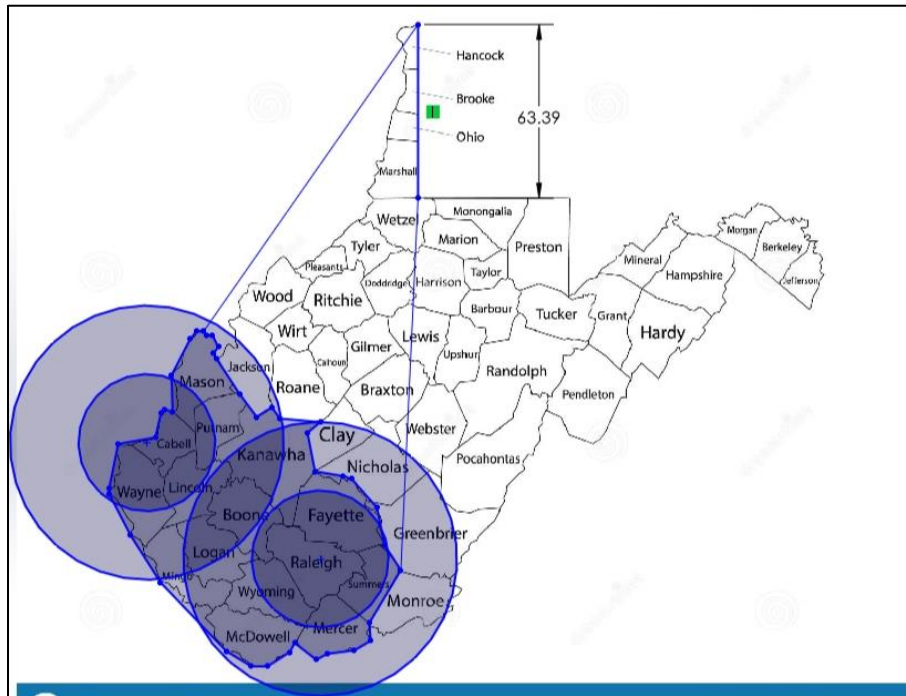 Hancock
Brooke
63.39
Ohio
Marshall
Wetzel
Monongalia
Marion
Preston
Tyler
Pleasants
Doddridge
Harrison
Taylor
Morgan
Berkeley
Jefferson
Mineral
Hampshire
Wood
Ritchie
Barbour
Tucker
Grant
Hardy
Wirt
Gilmer
Lewis
Upshur
Calhoun
Randolph
Jackson
Roane
Braxton
Pendleton
Mason
Putnam
Clay
Webster
Cabell
Kanawha
Nicholas
Pocahontas
Wayne
Lincoln
Boone
Fayette
Greenbrier
Logan
Raleigh
Mingo
Wyoming
Summers
Monroe
McDowell
Mercer